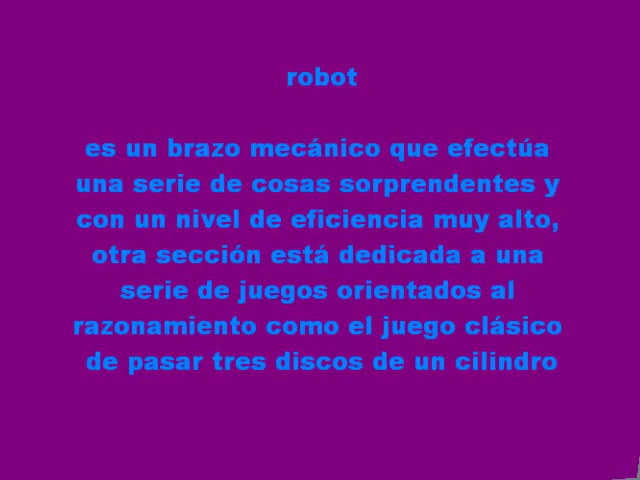 robot
es un brazo mecánico que efectúa
una serie de cosas sorprendentes y
con un nivel de eficiencia muy alto,
otra sección está dedicada a una
serie de juegos orientados al
razonamiento como el juego clásico
de pasar tres discos de un cilindro